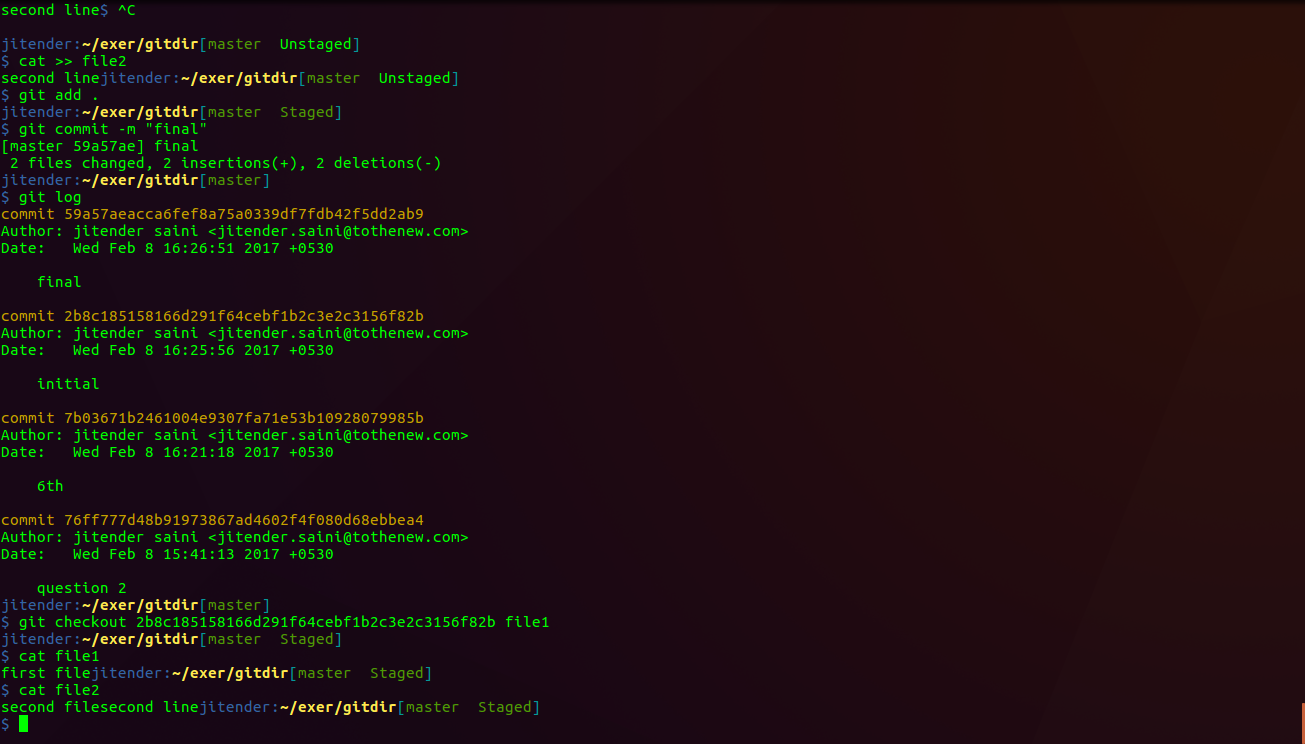 second line$ ^C
jitender:~/exer/gitdir[master  Unstaged]
$ cat >> file2
second linejitender:~/exer/gitdir[master  Unstaged]
$ git add .
jitender:~/exer/gitdir[master  Staged]
$ git commit -m "final"
[master 59a57ae] final
 2 files changed, 2 insertions(+), 2 deletions(-)
jitender:~/exer/gitdir[master]
$ git log
commit 59a57aeacca6fef8a75a0339df7fdb42f5dd2ab9
Author: jitender saini <jitender.saini@tothenew.com>
Date:   Wed Feb 8 16:26:51 2017 +0530
    final
commit 2b8c185158166d291f64cebf1b2c3e2c3156f82b
Author: jitender saini <jitender.saini@tothenew.com>
Date:   Wed Feb 8 16:25:56 2017 +0530
    initial
commit 7b03671b2461004e9307fa71e53b10928079985b
Author: jitender saini <jitender.saini@tothenew.com>
Date:   Wed Feb 8 16:21:18 2017 +0530
    6th
commit 76ff777d48b91973867ad4602f4f080d68ebbea4
Author: jitender saini <jitender.saini@tothenew.com>
Date:   Wed Feb 8 15:41:13 2017 +0530
    question 2
jitender:~/exer/gitdir[master]
$ git checkout 2b8c185158166d291f64cebf1b2c3e2c3156f82b file1
jitender:~/exer/gitdir[master  Staged]
$ cat file1
first filejitender:~/exer/gitdir[master  Staged]
$ cat file2
second filesecond linejitender:~/exer/gitdir[master  Staged]
$